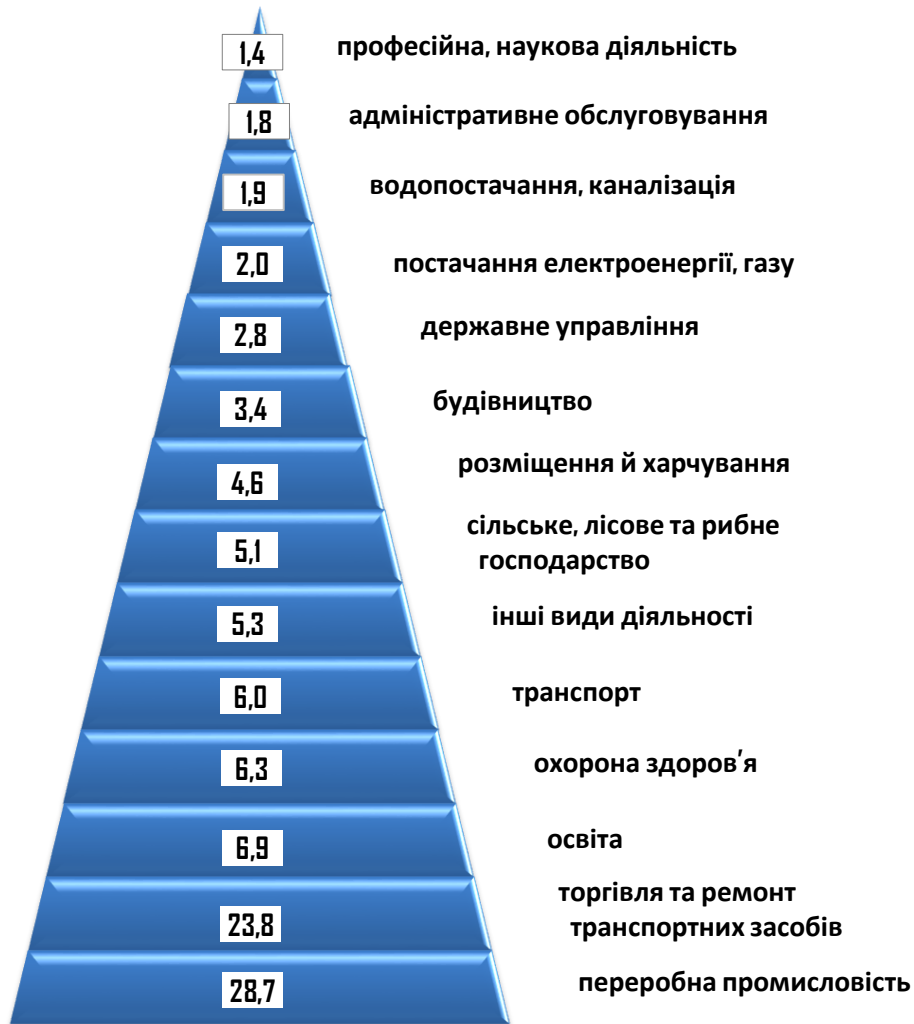 1,4 професійна, наукова діяльність
1,8 адміністративне обслуговування
1,9 водопостачання, каналізація
2,0 постачання електроенергії, газу
2,8 державне управління
3,4 будівництво
4,6 розміщення й харчування
5,1 сільське, лісове та рибне
господарство
5,3 інші види діяльності
6,0 транспорт
6,3 охорона здоров'я
6,9 освіта
23,8 торгівля та ремонт
транспортних засобів
28,7 переробна промисловість